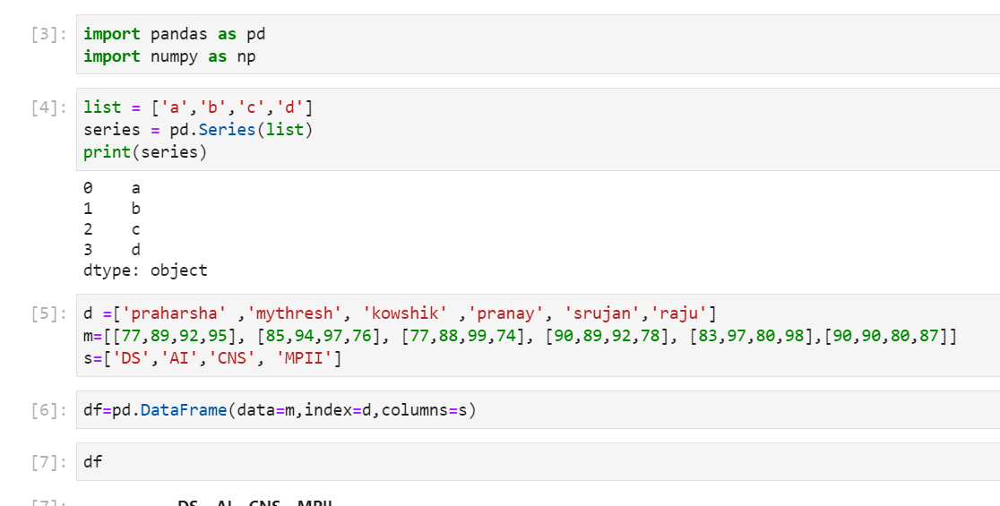 [3]: import pandas as pd
import numpy as np
[4]: list = ['a','b','c','d']
series = pd.Series(list)
print(series)
0    a
1    b
2    c
3    d
dtype: object
[5]: d =['praharsha' ,'mythresh', 'kowshik' ,'pranay', 'srujan','raju']
m=[[77,89,92,95], [85,94,97,76], [77,88,99,74], [90,89,92,78], [83,97,80,98],[90,90,80,87]]
s=['DS','AI','CNS', 'MPII']
[6]: df=pd.DataFrame(data=m,index=d,columns=s)
[7]: df
[7]: DS AI CNS MPII